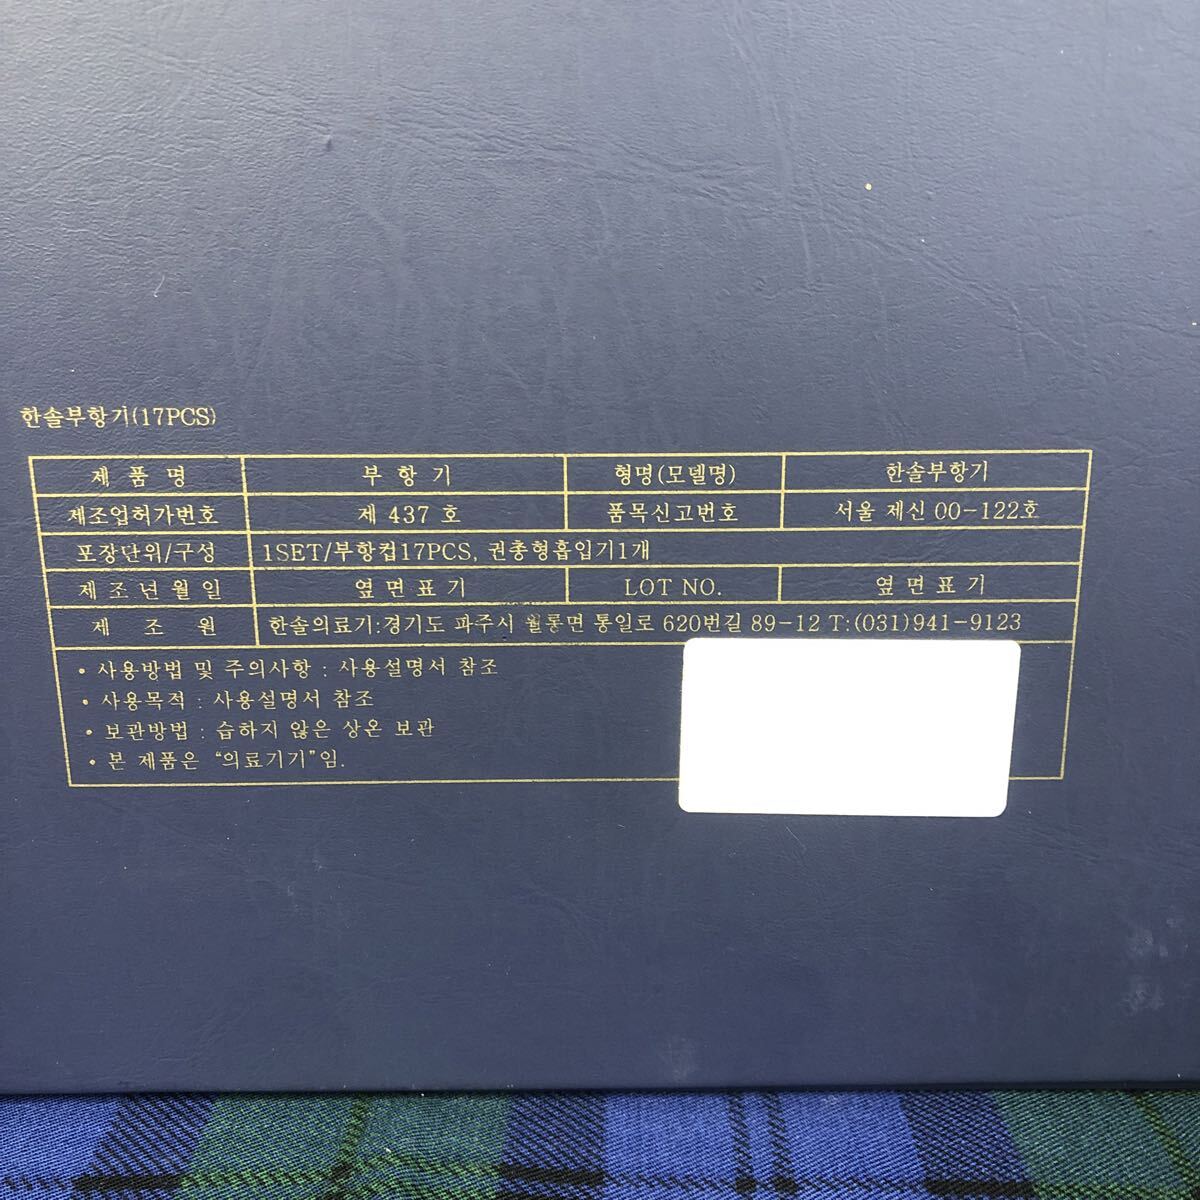 한솔부항기(17PCS)
제 품 명 부 항 기 형명(모델명) 한솔부항기
제조업허가번호 제 437 호 품목신고번호 서울 제신 00-122호
포장단위/구성 1SET/부항컵17PCS, 권총형흡입기1개
제 조 년 월 일 옆 면 표 기 LOT NO. 옆 면 표 기
제 조 원 한솔의료기:경기도 파주시 월롱면 통일로 620번길 89-12 T:(031)941-9123
• 사용방법 및 주의사항 : 사용설명서 참조
• 사용목적 : 사용설명서 참조
• 보관방법 : 습하지 않은 상온 보관
• 본 제품은 “의료기기”임.